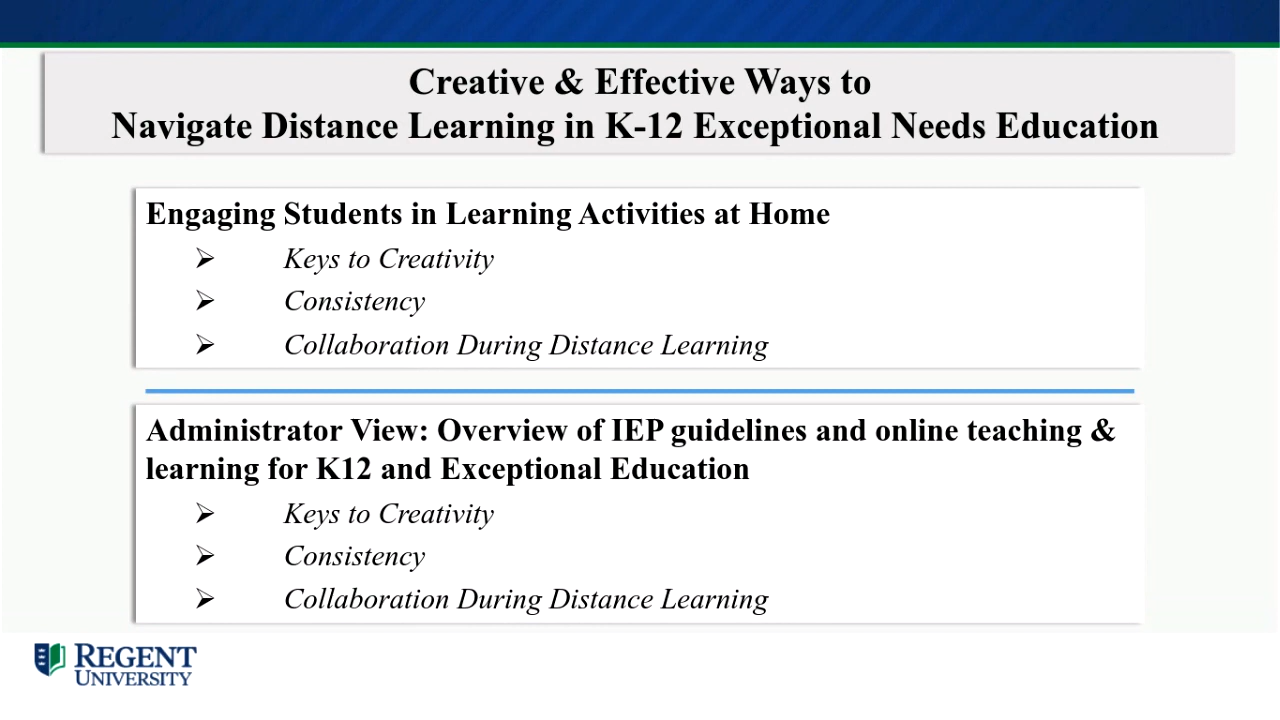 Creative & Effective Ways to
Navigate Distance Learning in K-12 Exceptional Needs Education
Engaging Students in Learning Activities at Home
➢ Keys to Creativity
➢ Consistency
➢ Collaboration During Distance Learning
Administrator View: Overview of IEP guidelines and online teaching &
learning for K12 and Exceptional Education
➢ Keys to Creativity
➢ Consistency
➢ Collaboration During Distance Learning
REGENT
UNIVERSITY